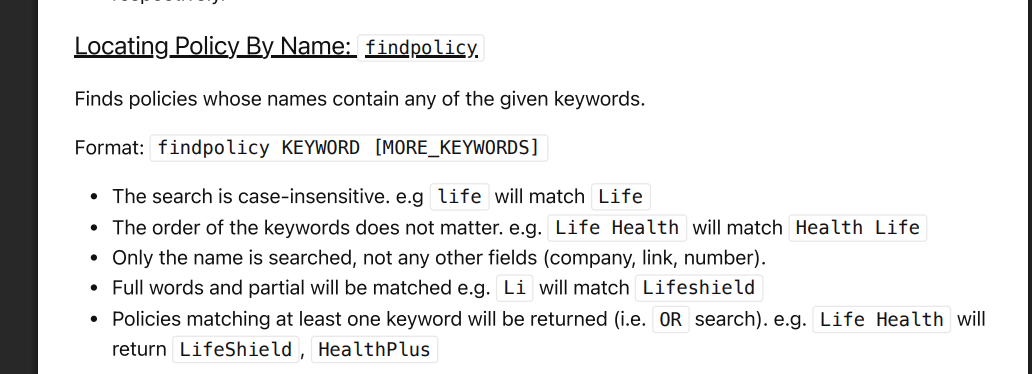 respectively.
Locating Policy By Name: findpolicy
Finds policies whose names contain any of the given keywords.
Format: findpolicy KEYWORD [MORE_KEYWORDS]
• The search is case-insensitive. e.g life will match Life
• The order of the keywords does not matter. e.g. Life Health will match Health Life
• Only the name is searched, not any other fields (company, link, number).
• Full words and partial will be matched e.g. Li will match Lifeshield
• Policies matching at least one keyword will be returned (i.e. OR search). e.g. Life Health will
return LifeShield, HealthPlus